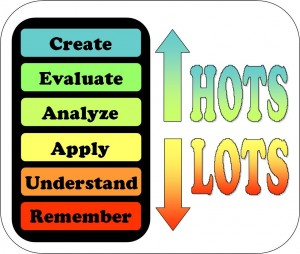 Create
Evaluate
Analyze
Apply
Understand
Remember
HOTS
LOTS